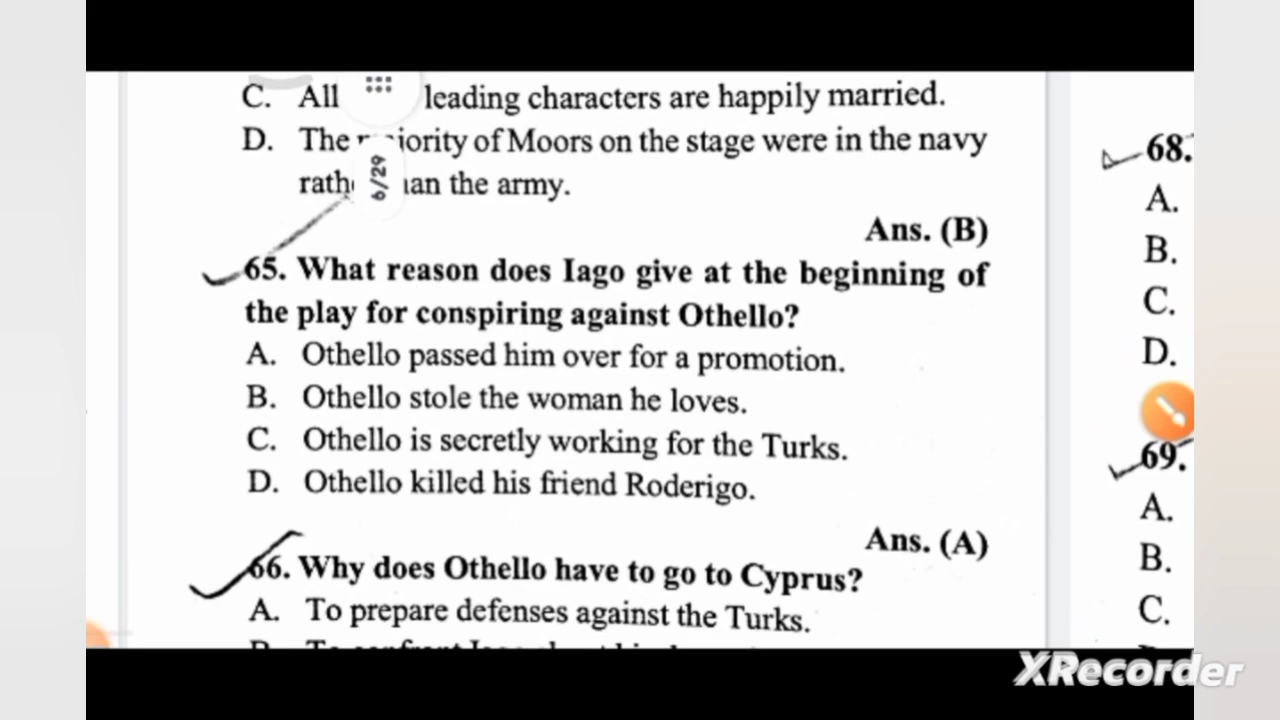 C. All leading characters are happily married.
D. The majority of Moors on the stage were in the navy
rather than the army.
6/29
Ans. (B)
65. What reason does Iago give at the beginning of
the play for conspiring against Othello?
A. Othello passed him over for a promotion.
B. Othello stole the woman he loves.
C. Othello is secretly working for the Turks.
D. Othello killed his friend Roderigo.
Ans. (A)
66. Why does Othello have to go to Cyprus?
A. To prepare defenses against the Turks.
68.
A.
B.
C.
D.
69.
A.
B.
C.
XRecorder